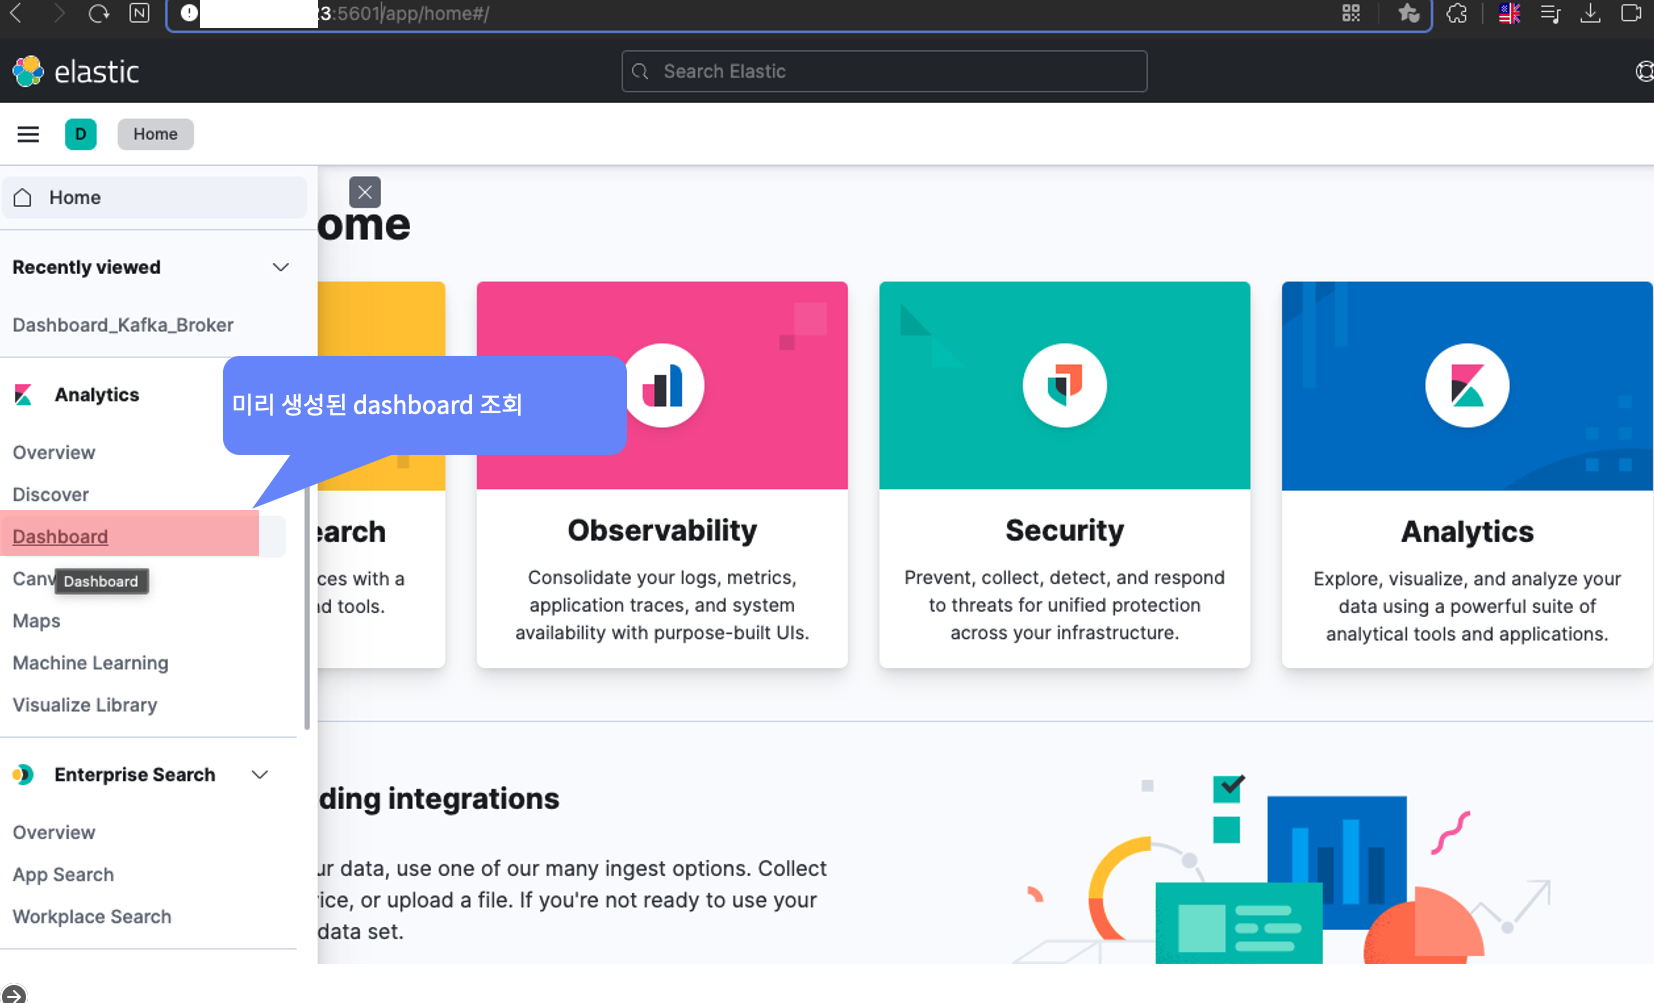 3:5601/app/home#/
elastic
Search Elastic
D
Home
Home
ome
Recently viewed
Dashboard_Kafka_Broker
Analytics
미리 생성된 dashboard 조회
Overview
Discover
Dashboard
Canv
Dashboard
Maps
Machine Learning
Visualize Library
Enterprise Search
Overview
App Search
Workplace Search
earch
ces with a
d tools.
Observability
Consolidate your logs, metrics,
application traces, and system
availability with purpose-built UIs.
Security
Prevent, collect, detect, and respond
to threats for unified protection
across your infrastructure.
Analytics
Explore, visualize, and analyze your
data using a powerful suite of
analytical tools and applications.
ding integrations
ur data, use one of our many ingest options. Collect
ice, or upload a file. If you're not ready to use your
data set.